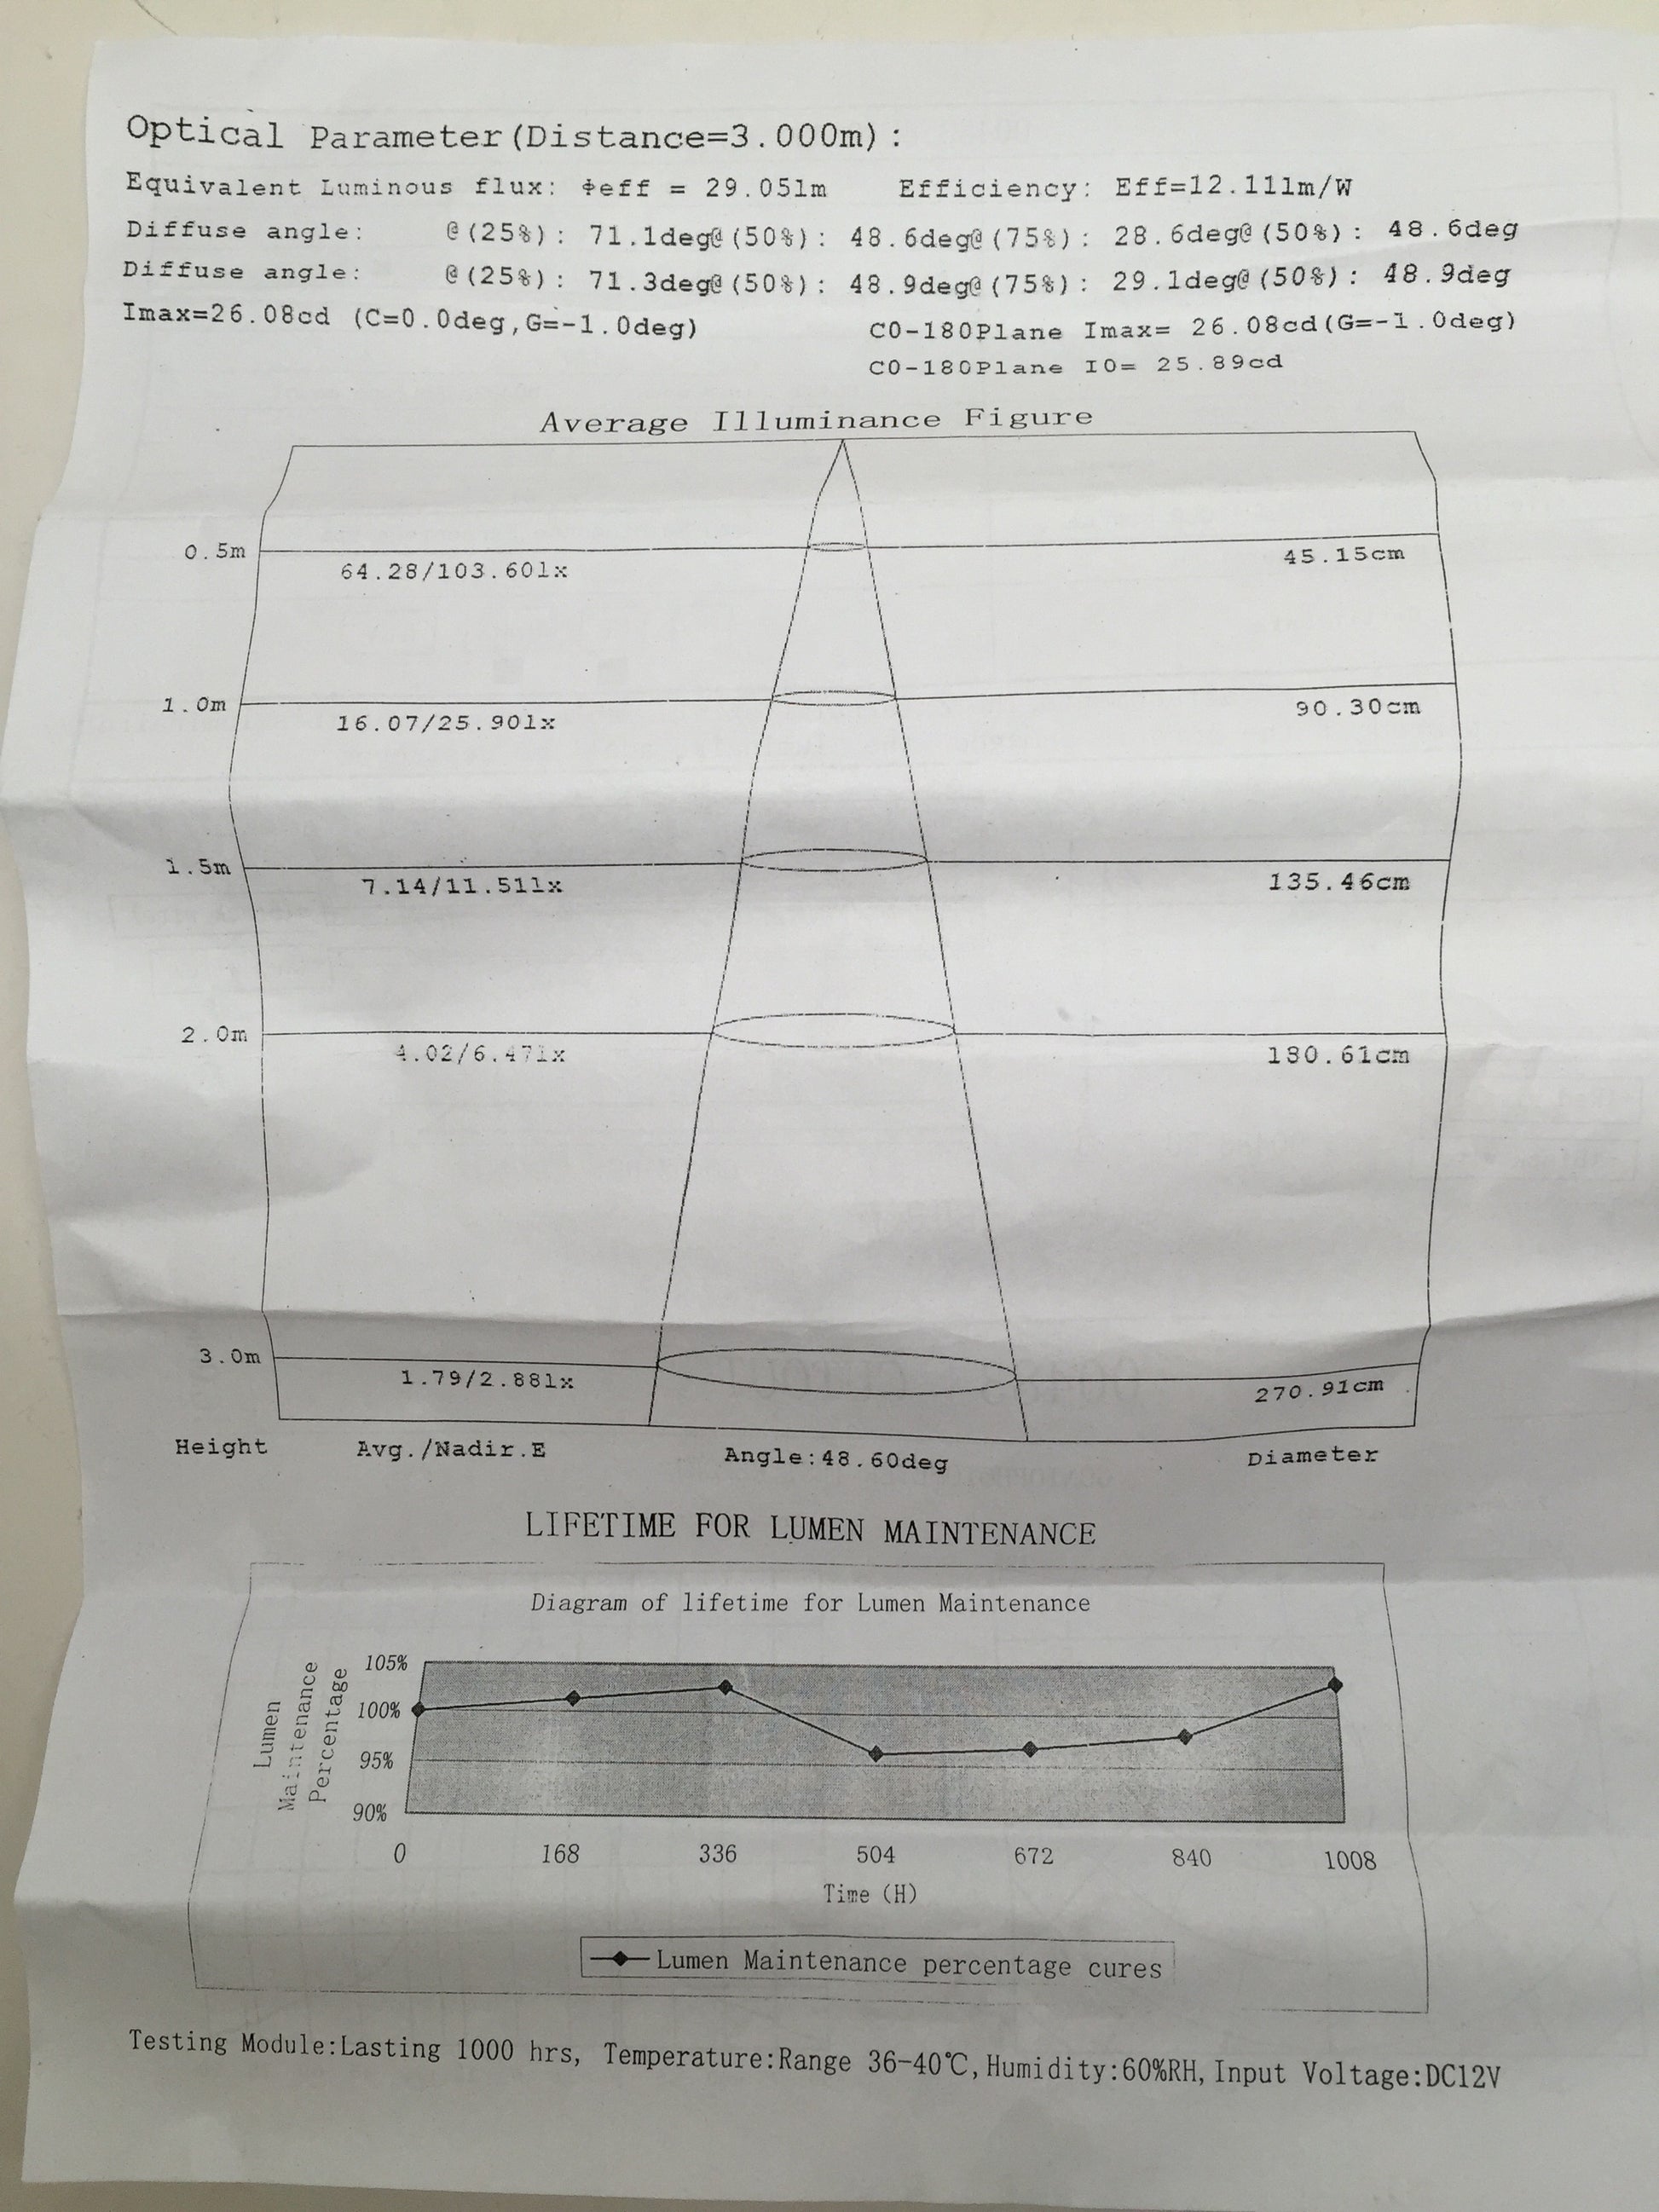 Optical Parameter(Distance=3.000m):
Equivalent Luminous flux: Φeff = 29.05lm Efficiency: Eff=12.11lm/W
Diffuse angle: @(25%): 71.1deg@(50%): 48.6deg@(75%): 28.6deg@(50%): 48.6deg
Diffuse angle: @(25%): 71.3deg@(50%): 48.9deg@(75%): 29.1deg@(50%): 48.9deg
Imax=26.08cd (C=0.0deg,G=-1.0deg) C0-180Plane Imax= 26.08cd(G=-1.0deg)
C0-180Plane I0= 25.89cd
Average Illuminance Figure
0.5m
64.28/103.60lx 45.15cm
1.0m
16.07/25.90lx 90.30cm
1.5m
7.14/11.51lx 135.46cm
2.0m
4.02/6.47lx 180.61cm
3.0m
1.79/2.88lx 270.91cm
Height Avg./Nadir.E Angle:48.60deg Diameter
LIFETIME FOR LUMEN MAINTENANCE
Diagram of lifetime for Lumen Maintenance
Lumen
Maintenance
Percentage
105%
100%
95%
90%
0 168 336 504 672 840 1008
Time (H)
Lumen Maintenance percentage cures
Testing Module:Lasting 1000 hrs, Temperature:Range 36-40℃,Humidity:60%RH,Input Voltage:DC12V